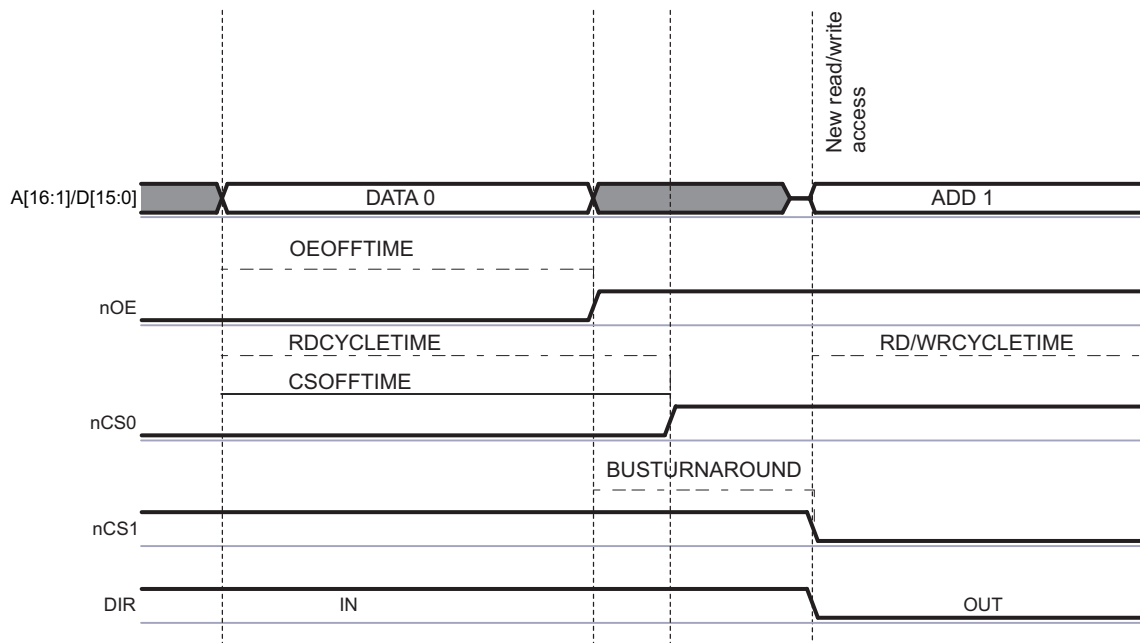 New read/write
access
A[16:1]/D[15:0]
DATA 0
ADD 1
OEOFFTIME
nOE
RDCYCLETIME
RD/WRCYCLETIME
CSOFFTIME
nCS0
BUSTURNAROUND
nCS1
DIR
IN
OUT